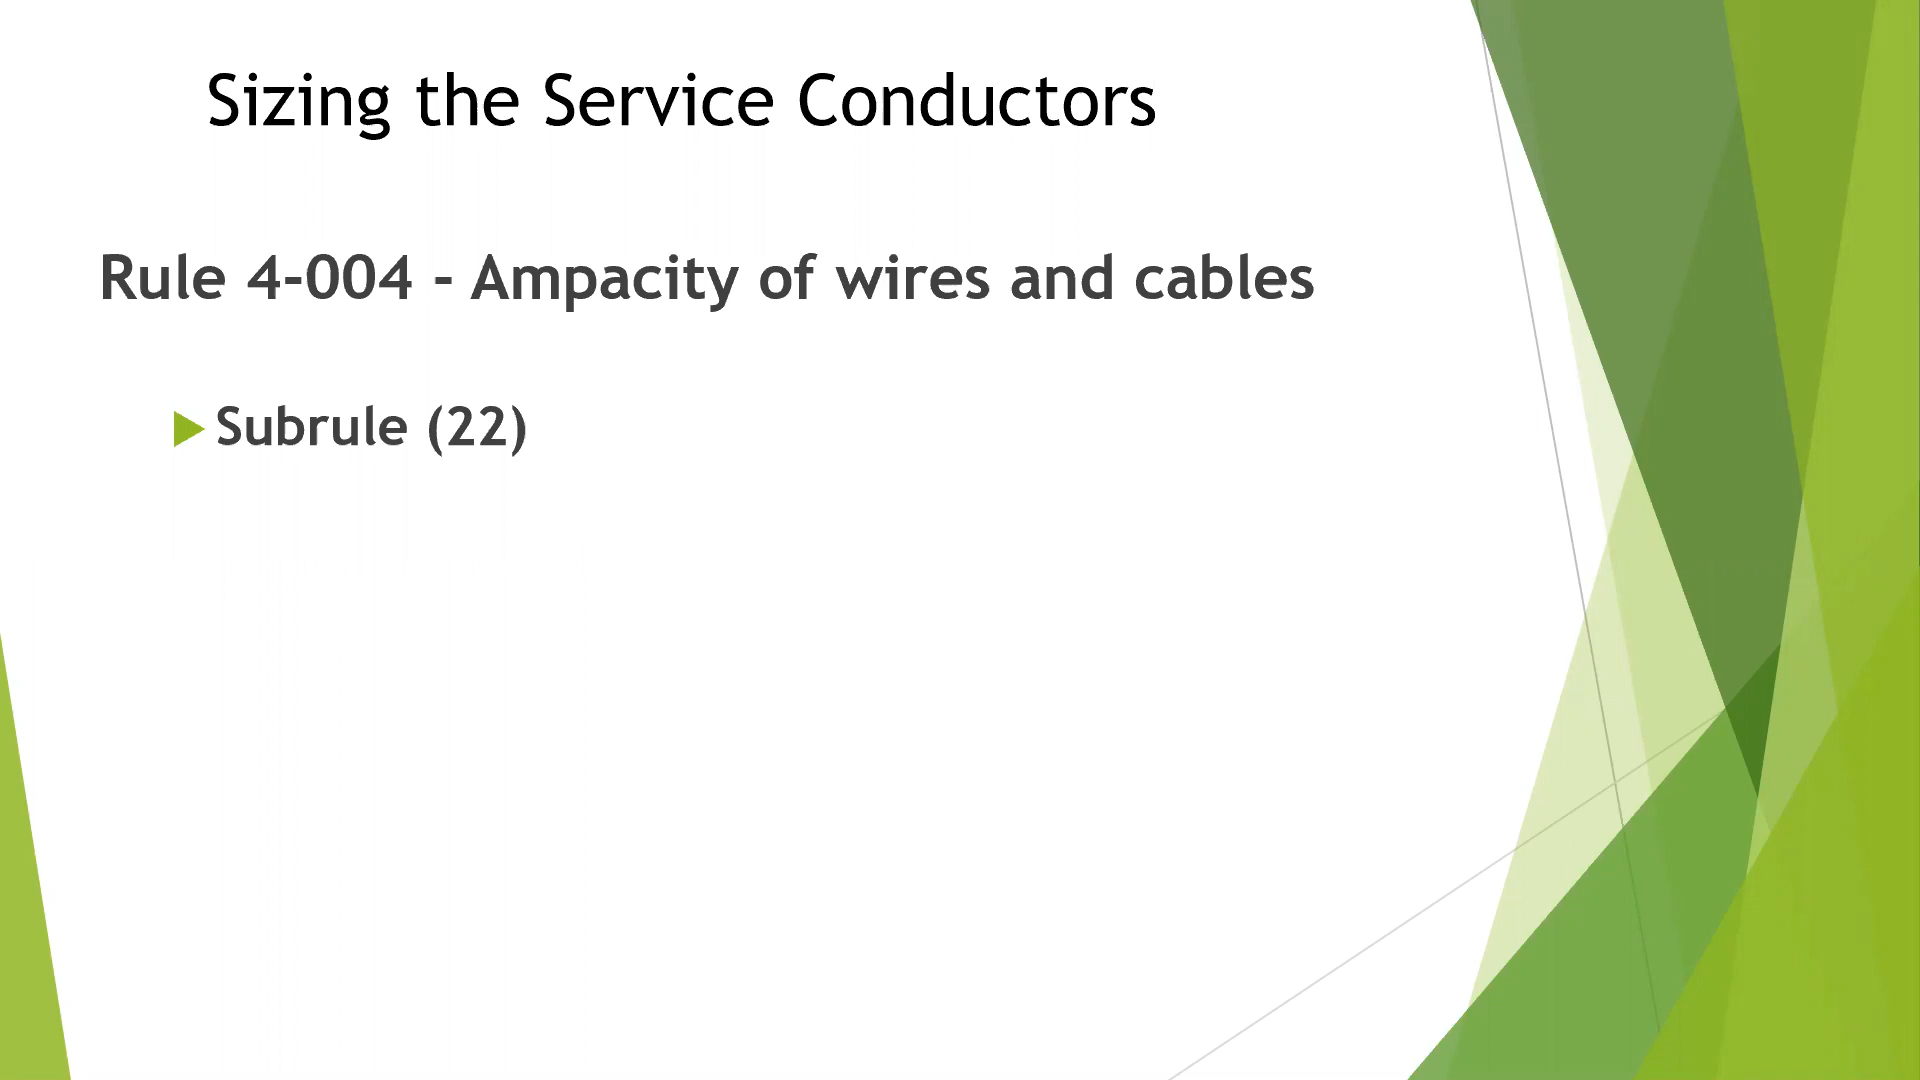 Sizing the Service Conductors
Rule 4-004 - Ampacity of wires and cables
Subrule (22)